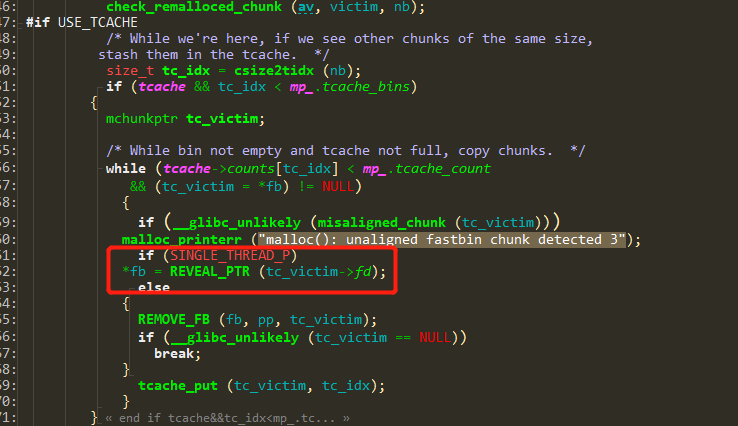 46: check_remalloced_chunk (av, victim, nb);
47: #if USE_TCACHE
48: /* While we're here, if we see other chunks of the same size,
49: stash them in the tcache. */
50: size_t tc_idx = csize2tidx (nb);
51: if (tcache && tc_idx < mp_.tcache_bins)
52: {
53: mchunkptr tc_victim;
54:
55: /* While bin not empty and tcache not full, copy chunks. */
56: while (tcache->counts[tc_idx] < mp_.tcache_count
57: && (tc_victim = *fb) != NULL)
58: {
59: if (__glibc_unlikely (misaligned_chunk (tc_victim)))
60: malloc_printerr ("malloc(): unaligned fastbin chunk detected 3");
61: if (SINGLE_THREAD_P)
62: *fb = REVEAL_PTR (tc_victim->fd);
63: else
64: {
65: REMOVE_FB (fb, pp, tc_victim);
66: if (__glibc_unlikely (tc_victim == NULL))
67: break;
68: }
69: tcache_put (tc_victim, tc_idx);
70: }
71: } « end if tcache&&tc_idx<mp_.tc... »